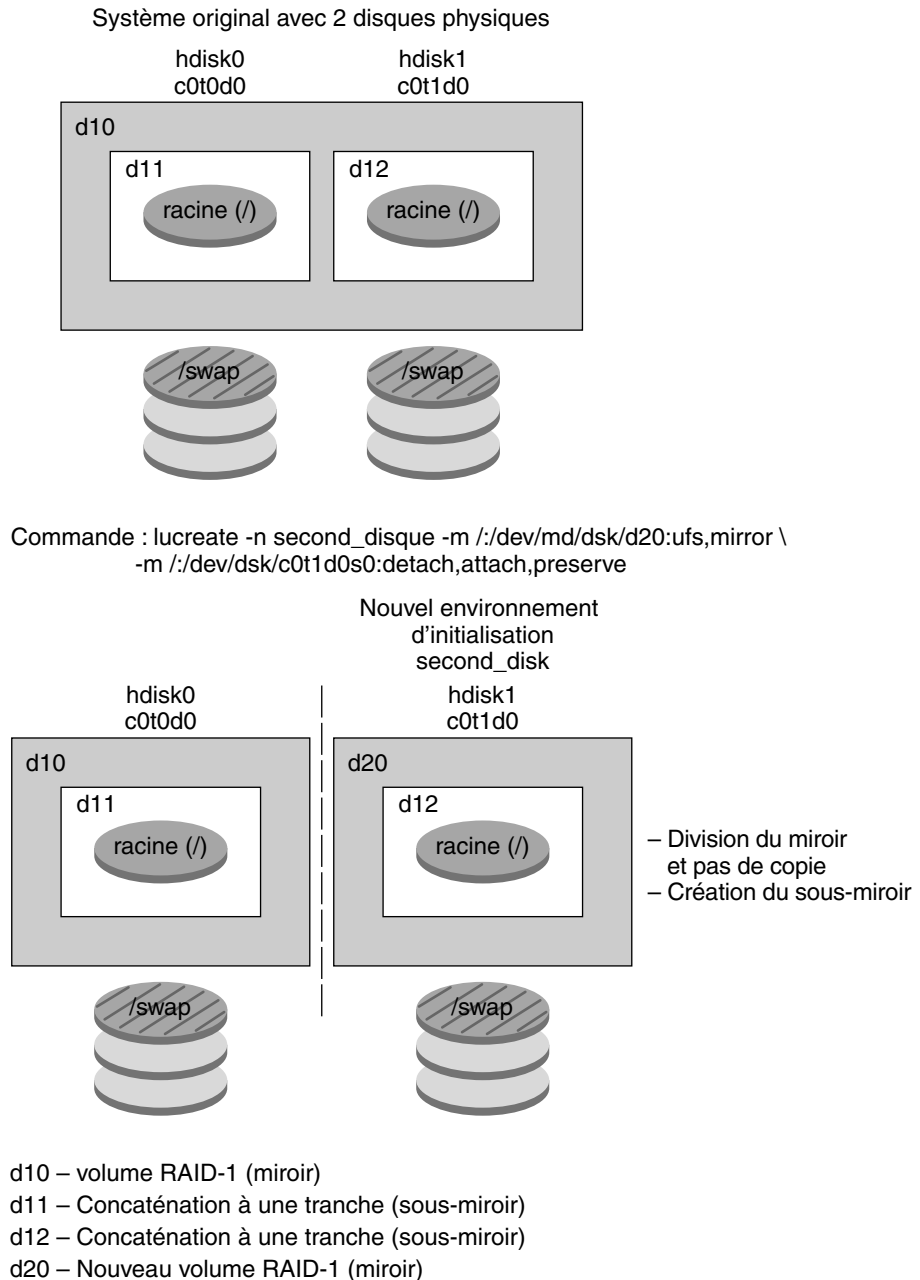 Système original avec 2 disques physiques
hdisk0
c0t0d0
hdisk1
c0t1d0
d10
d11
racine (/)
d12
racine (/)
/swap
/swap
Commande : lucreate -n second_disque -m /:/dev/md/dsk/d20:ufs,mirror \
-m /:/dev/dsk/c0t1d0s0:detach,attach,preserve
Nouvel environnement
d'initialisation
second_disk
hdisk0
c0t0d0
hdisk1
c0t1d0
d10
d11
racine (/)
d20
d12
racine (/)
– Division du miroir
et pas de copie
– Création du sous-miroir
/swap
/swap
d10 – volume RAID-1 (miroir)
d11 – Concaténation à une tranche (sous-miroir)
d12 – Concaténation à une tranche (sous-miroir)
d20 – Nouveau volume RAID-1 (miroir)